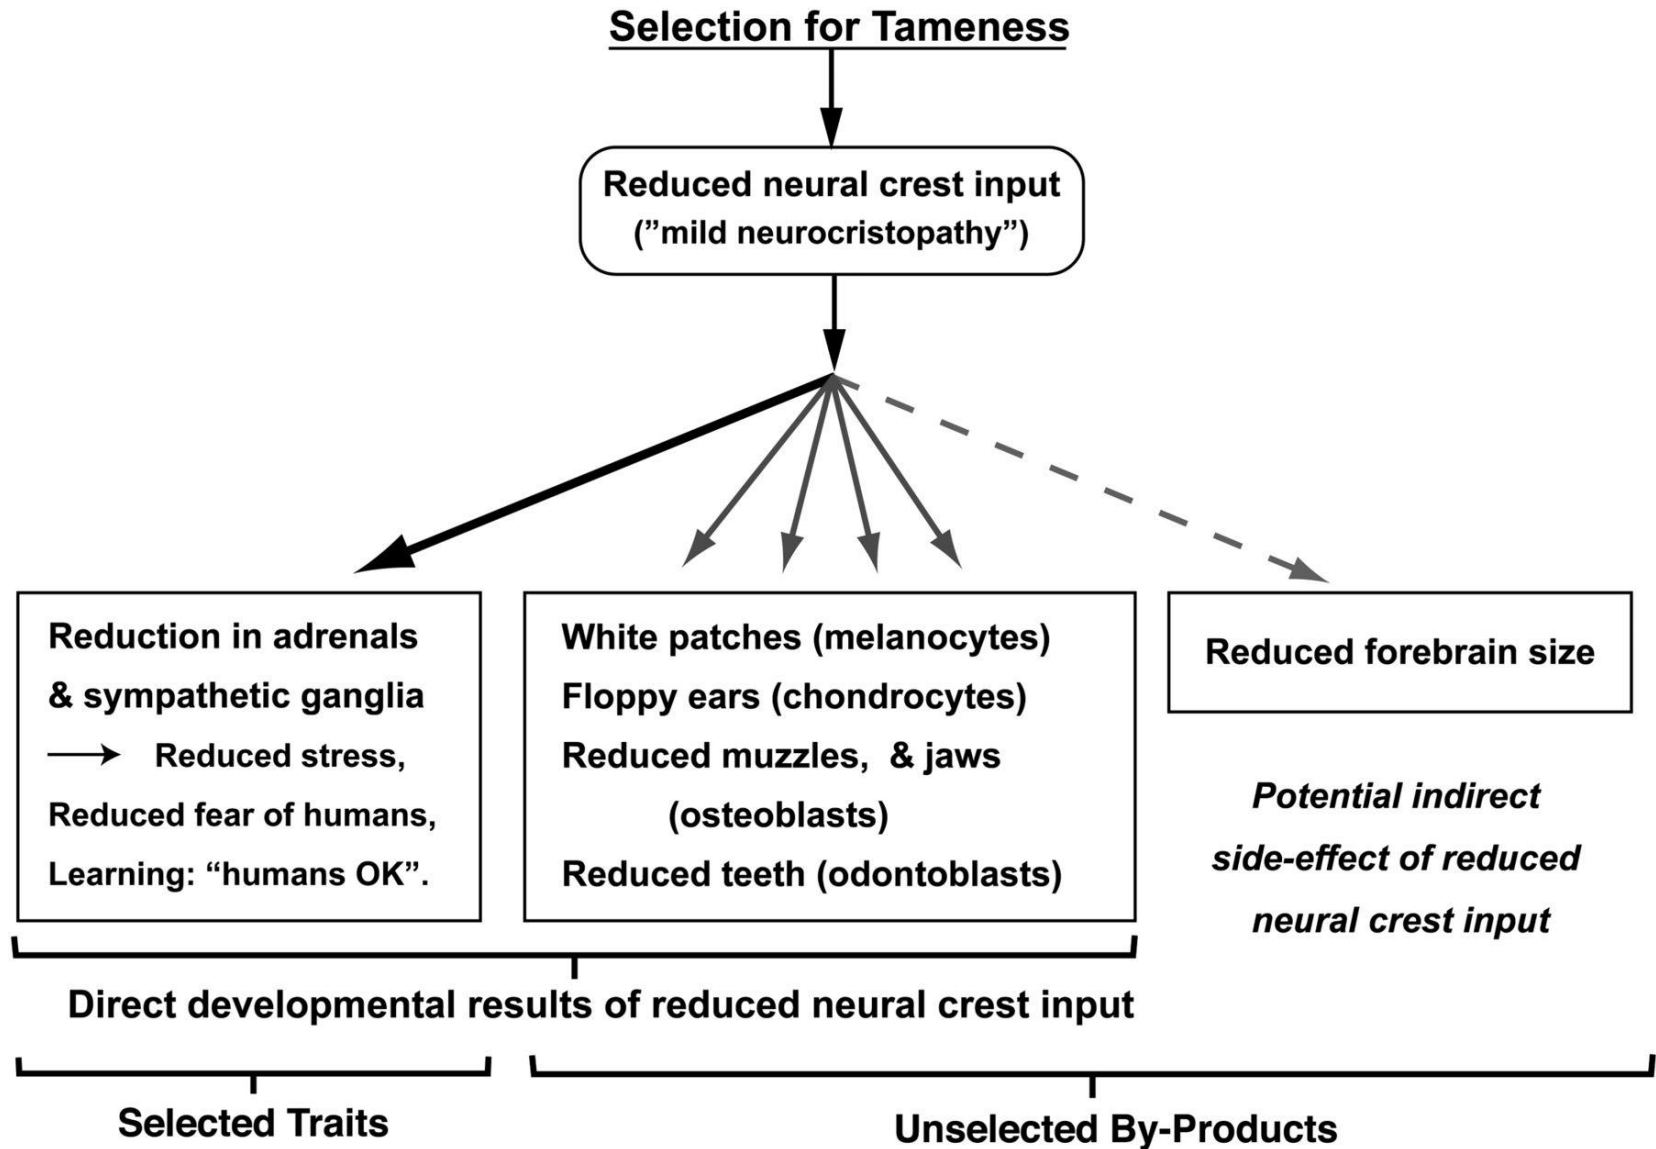 Selection for Tameness
Reduced neural crest input
(”mild neurocristopathy”)
Reduction in adrenals
& sympathetic ganglia
Reduced stress,
Reduced fear of humans,
Learning: “humans OK”.
White patches (melanocytes)
Floppy ears (chondrocytes)
Reduced muzzles,  & jaws
(osteoblasts)
Reduced teeth (odontoblasts)
Reduced forebrain size
Potential indirect
side-effect of reduced
neural crest input
Direct developmental results of reduced neural crest input
Selected Traits
Unselected By-Products